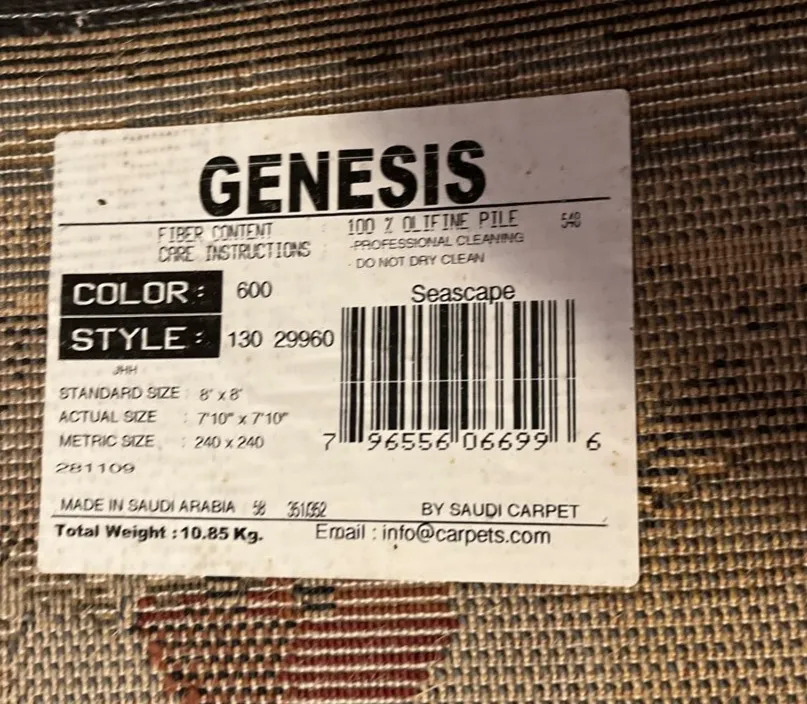 GENESIS
FIBER CONTENT 100 % OLIFINE PILE 548
CARE INSTRUCTIONS -PROFESSIONAL CLEANING
- DO NOT DRY CLEAN
COLOR : 600 Seascape
STYLE : 130 29960
JHH
STANDARD SIZE : 8' x 8'
ACTUAL SIZE : 7'10" x 7'10"
METRIC SIZE : 240 x 240
7 96556 06699 6
281109
MADE IN SAUDI ARABIA 58 351/352 BY SAUDI CARPET
Total Weight : 10.85 Kg. Email : info@carpets.com